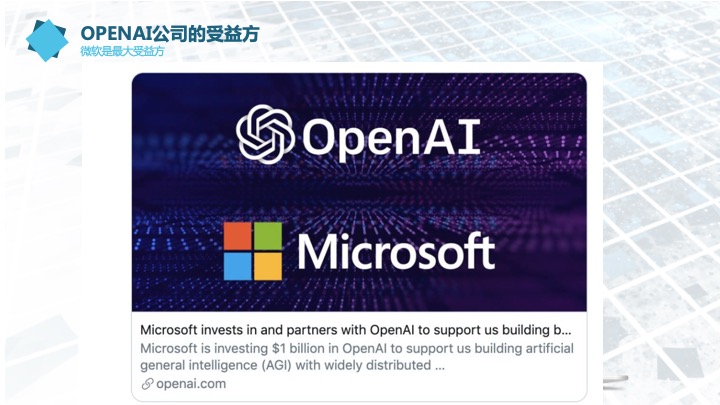 OPENAI公司的受益方
微软是最大受益方
OpenAI
Microsoft
Microsoft invests in and partners with OpenAI to support us building b...
Microsoft is investing $1 billion in OpenAI to support us building artificial
general intelligence (AGI) with widely distributed ...
openai.com